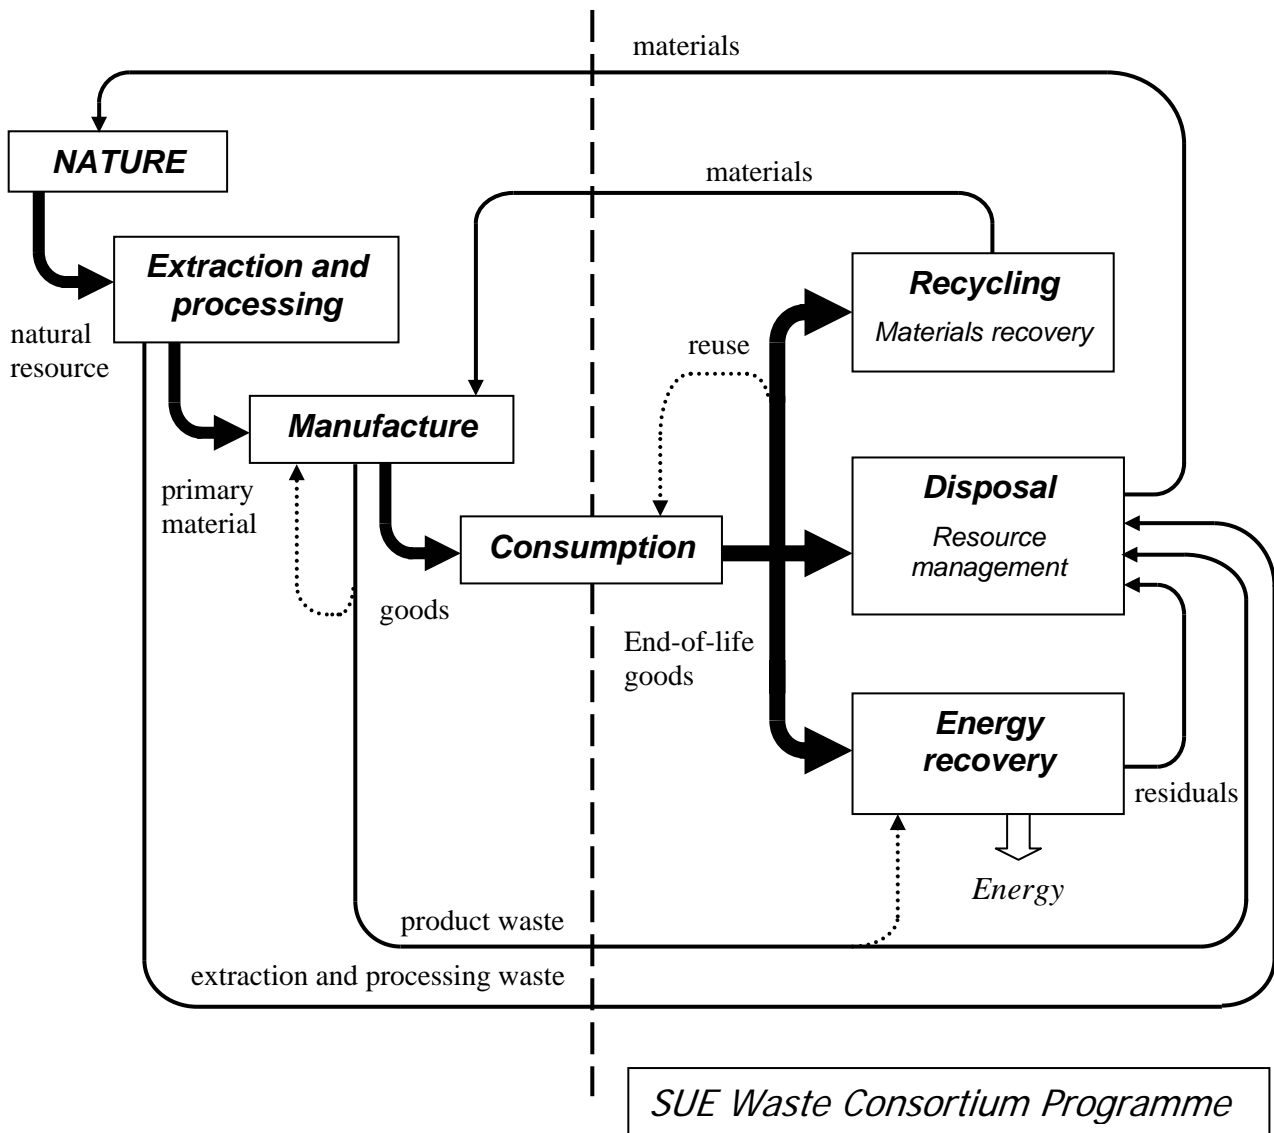 materials
NATURE
materials
Extraction and
processing
Recycling
Materials recovery
natural
resource
reuse
Manufacture
primary
material
Disposal
Resource
management
Consumption
goods
End-of-life
goods
Energy
recovery
residuals
Energy
product waste
extraction and processing waste
SUE Waste Consortium Programme